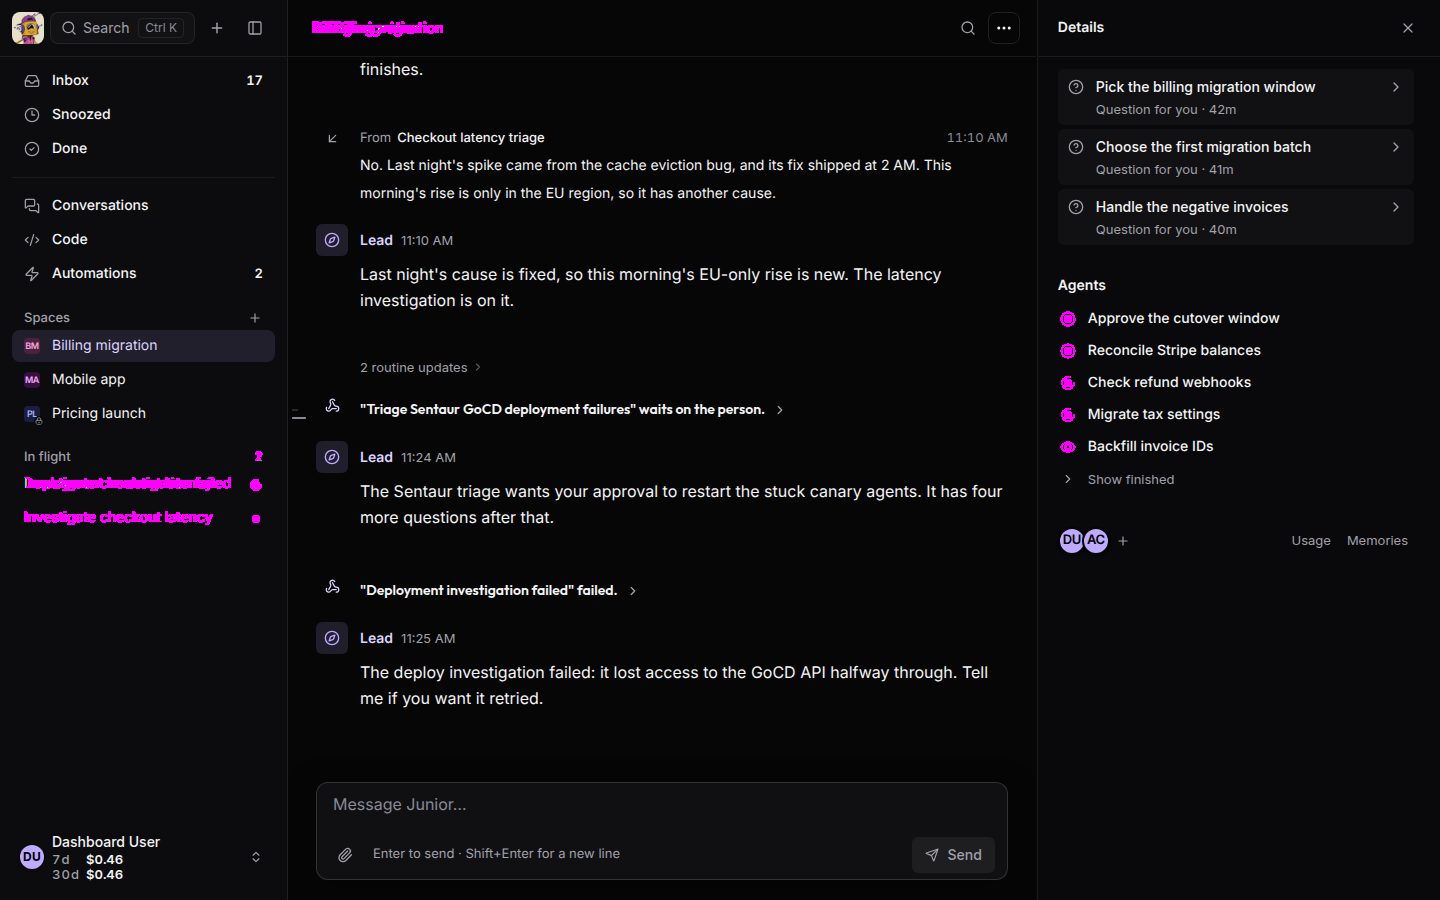 Search Ctrl K
Inbox 17
Snoozed
Done
Conversations
Code
Automations 2
Spaces
BM Billing migration
MA Mobile app
PL Pricing launch
In flight
Investigate checkout latency
DU Dashboard User
7d $0.46
30d $0.46
finishes.
From Checkout latency triage 11:10 AM
No. Last night's spike came from the cache eviction bug, and its fix shipped at 2 AM. This
morning's rise is only in the EU region, so it has another cause.
Lead 11:10 AM
Last night's cause is fixed, so this morning's EU-only rise is new. The latency
investigation is on it.
2 routine updates
"Triage Sentaur GoCD deployment failures" waits on the person.
Lead 11:24 AM
The Sentaur triage wants your approval to restart the stuck canary agents. It has four
more questions after that.
"Deployment investigation failed" failed.
Lead 11:25 AM
The deploy investigation failed: it lost access to the GoCD API halfway through. Tell
me if you want it retried.
Message Junior...
Enter to send · Shift+Enter for a new line
Send
Details
Pick the billing migration window
Question for you · 42m
Choose the first migration batch
Question for you · 41m
Handle the negative invoices
Question for you · 40m
Agents
Approve the cutover window
Reconcile Stripe balances
Check refund webhooks
Migrate tax settings
Backfill invoice IDs
Show finished
DU AC Usage Memories